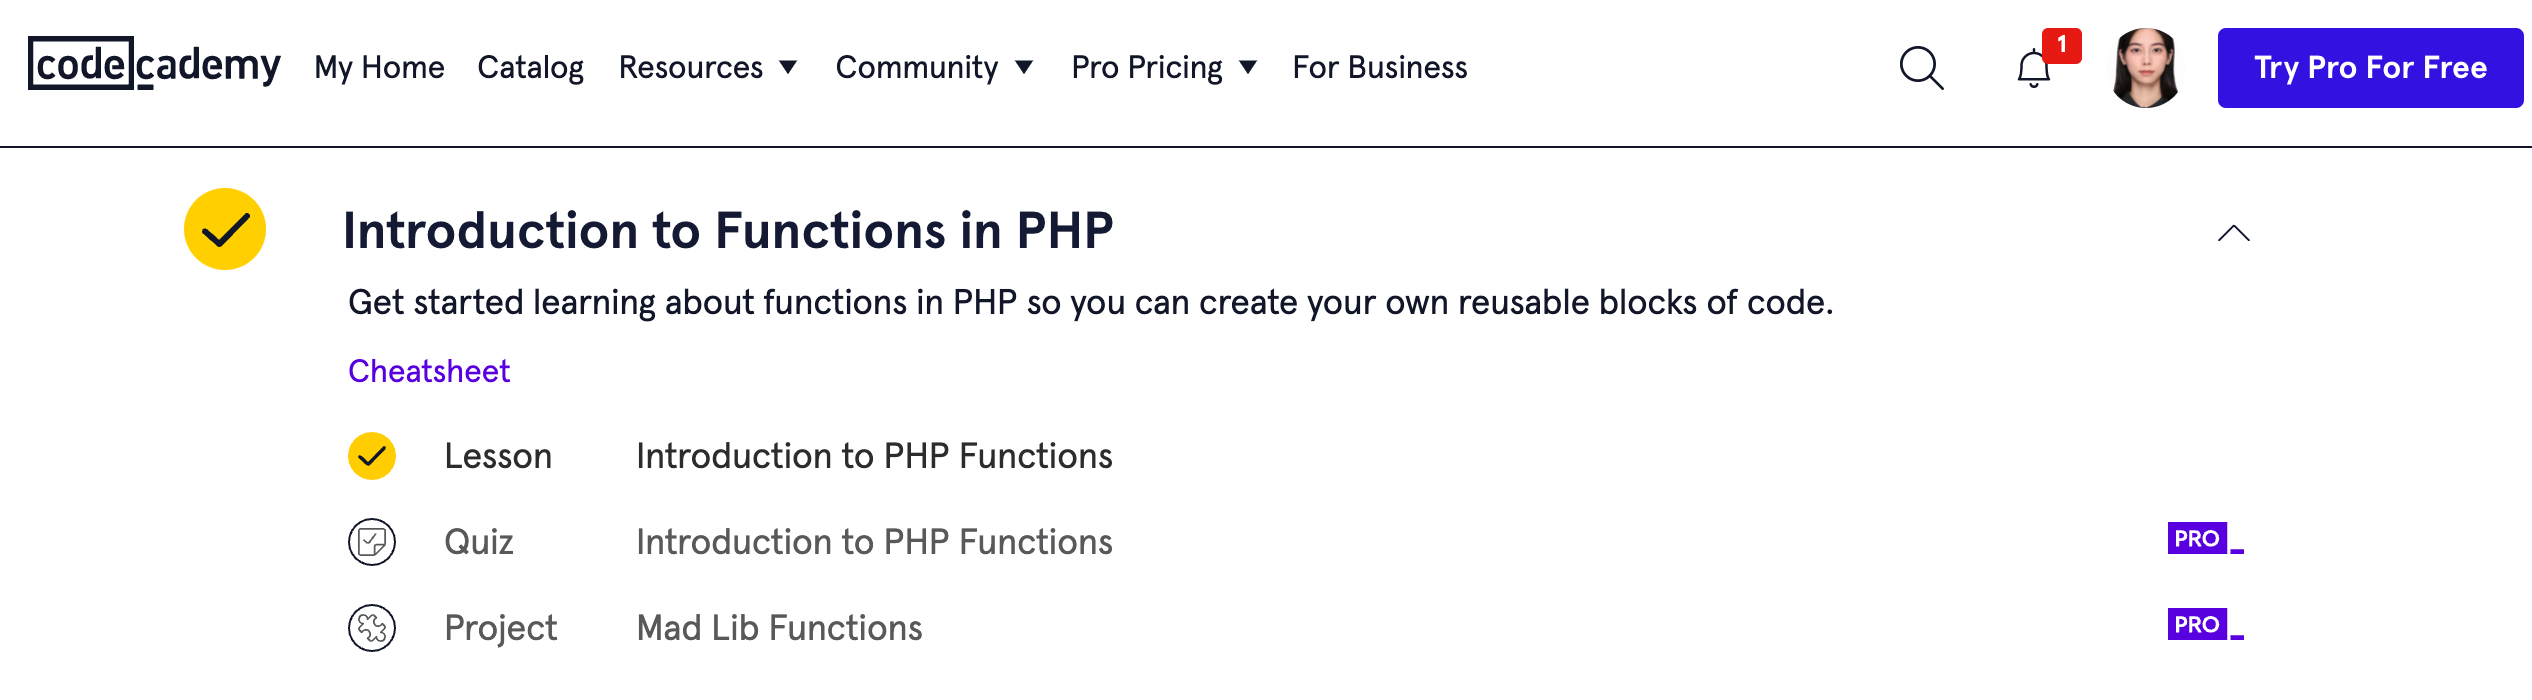 codecademy My Home Catalog Resources Community Pro Pricing For Business 1 Try Pro For Free
Introduction to Functions in PHP
Get started learning about functions in PHP so you can create your own reusable blocks of code.
Cheatsheet
Lesson Introduction to PHP Functions
Quiz Introduction to PHP Functions PRO_
Project Mad Lib Functions PRO_